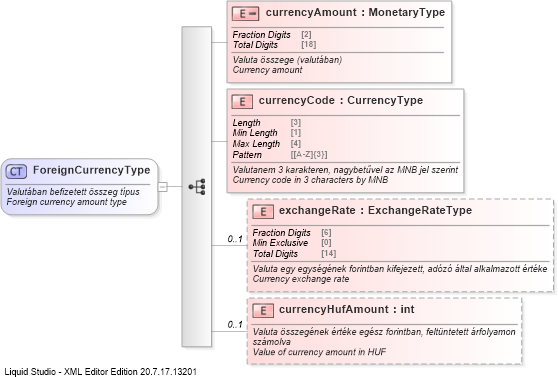 E currencyAmount : MonetaryType
Fraction Digits [2]
Total Digits [18]
Valuta összege (valutában)
Currency amount
E currencyCode : CurrencyType
Length [3]
Min Length [1]
Max Length [4]
Pattern [[A-Z]{3}]
Valutanem 3 karakteren, nagybetűvel az MNB jel szerint
Currency code in 3 characters by MNB
CT ForeignCurrencyType
Valutában befizetett összeg típus
Foreign currency amount type
E exchangeRate : ExchangeRateType
0..1
Fraction Digits [6]
Min Exclusive [0]
Total Digits [14]
Valuta egy egységének forintban kifejezett, adózó által alkalmazott értéke
Currency exchange rate
E currencyHufAmount : int
0..1
Valuta összegének értéke egész forintban, feltüntetett árfolyamon
számolva
Value of currency amount in HUF
Liquid Studio - XML Editor Edition 20.7.17.13201